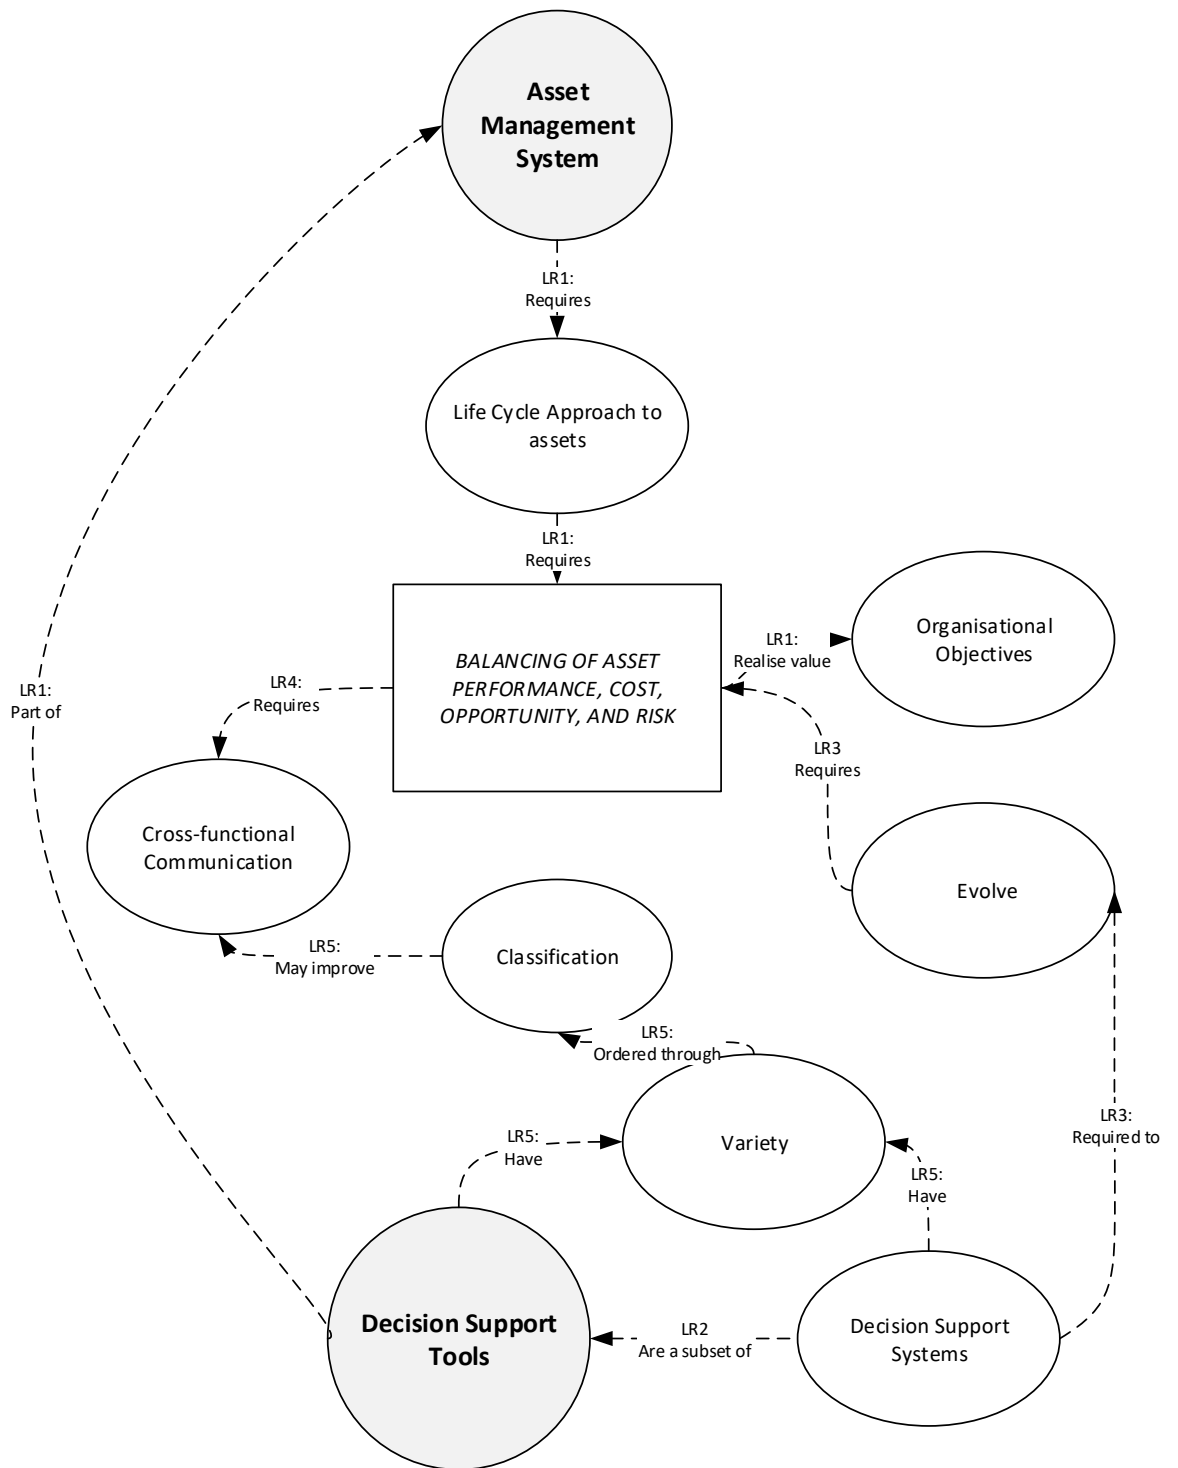 Asset
Management
System
LR1:
Requires
Life Cycle Approach to
assets
LR1:
Requires
Organisational
Objectives
LR1:
Realise value
BALANCING OF ASSET
PERFORMANCE, COST,
OPPORTUNITY, AND RISK
LR4:
Requires
LR1:
Part of
LR3
Requires
Cross-functional
Communication
Evolve
LR5:
May improve
Classification
LR5:
Ordered through
LR3:
Required to
LR5:
Have
Variety
LR5:
Have
Decision Support
Tools
LR2
Are a subset of
Decision Support
Systems